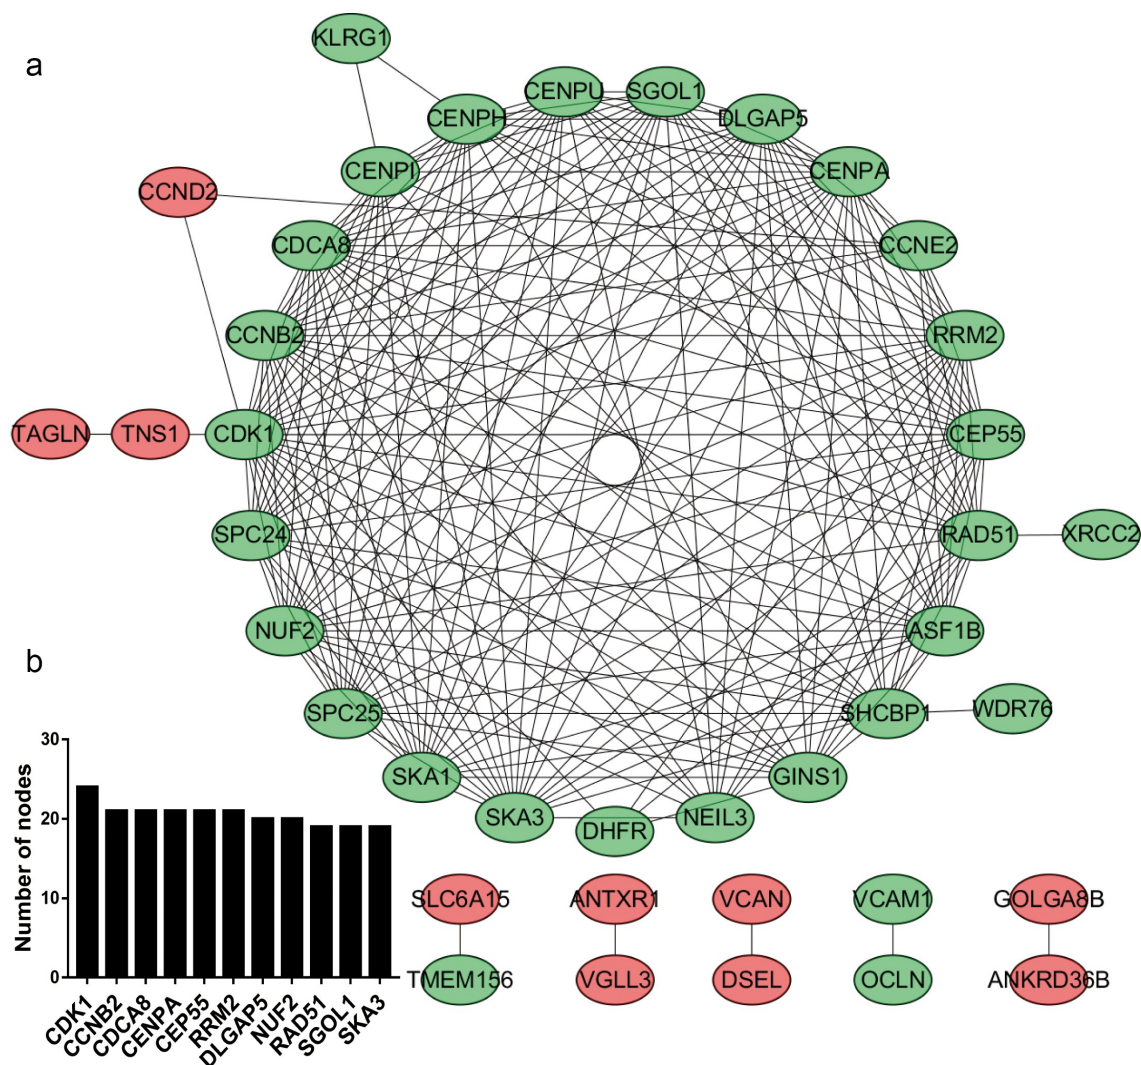 a
KLRG1
CENPU
SGOL1
CENPH
DLGAP5
CENPI
CENPA
CCND2
CDCA8
CCNE2
CCNB2
RRM2
TAGLN
TNS1
CDK1
CEP55
SPC24
RAD51
XRCC2
NUF2
ASF1B
SPC25
SHCBP1
WDR76
SKA1
GINS1
SKA3
DHFR
NEIL3
b
Number of nodes
30
20
10
0
CDK1
CCNB2
CDCA8
CENPA
CEP55
RRM2
DLGAP5
NUF2
RAD51
SGOL1
SKA3
SLC6A15
ANTXR1
VCAN
VCAM1
GOLGA8B
TMEM156
VGLL3
DSEL
OCLN
ANKRD36B